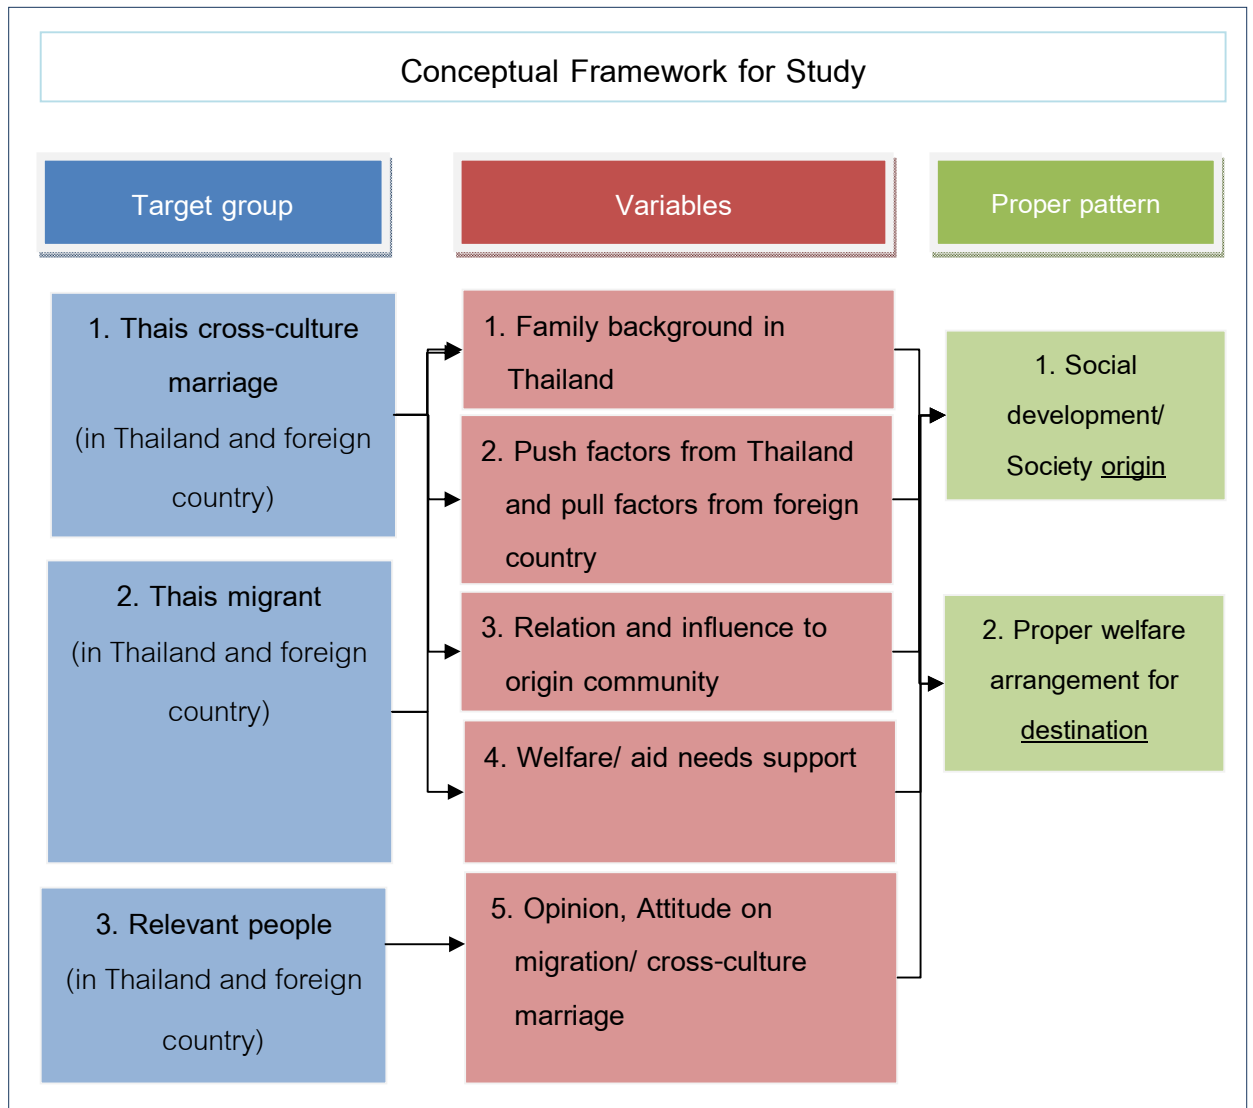 Conceptual Framework for Study
Target group
Variables
Proper pattern
1. Thais cross-culture
marriage
(in Thailand and foreign
country)
2. Thais migrant
(in Thailand and foreign
country)
3. Relevant people
(in Thailand and foreign
country)
1. Family background in
Thailand
2. Push factors from Thailand
and pull factors from foreign
country
3. Relation and influence to
origin community
4. Welfare/ aid needs support
5. Opinion, Attitude on
migration/ cross-culture
marriage
1. Social
development/
Society origin
2. Proper welfare
arrangement for
destination